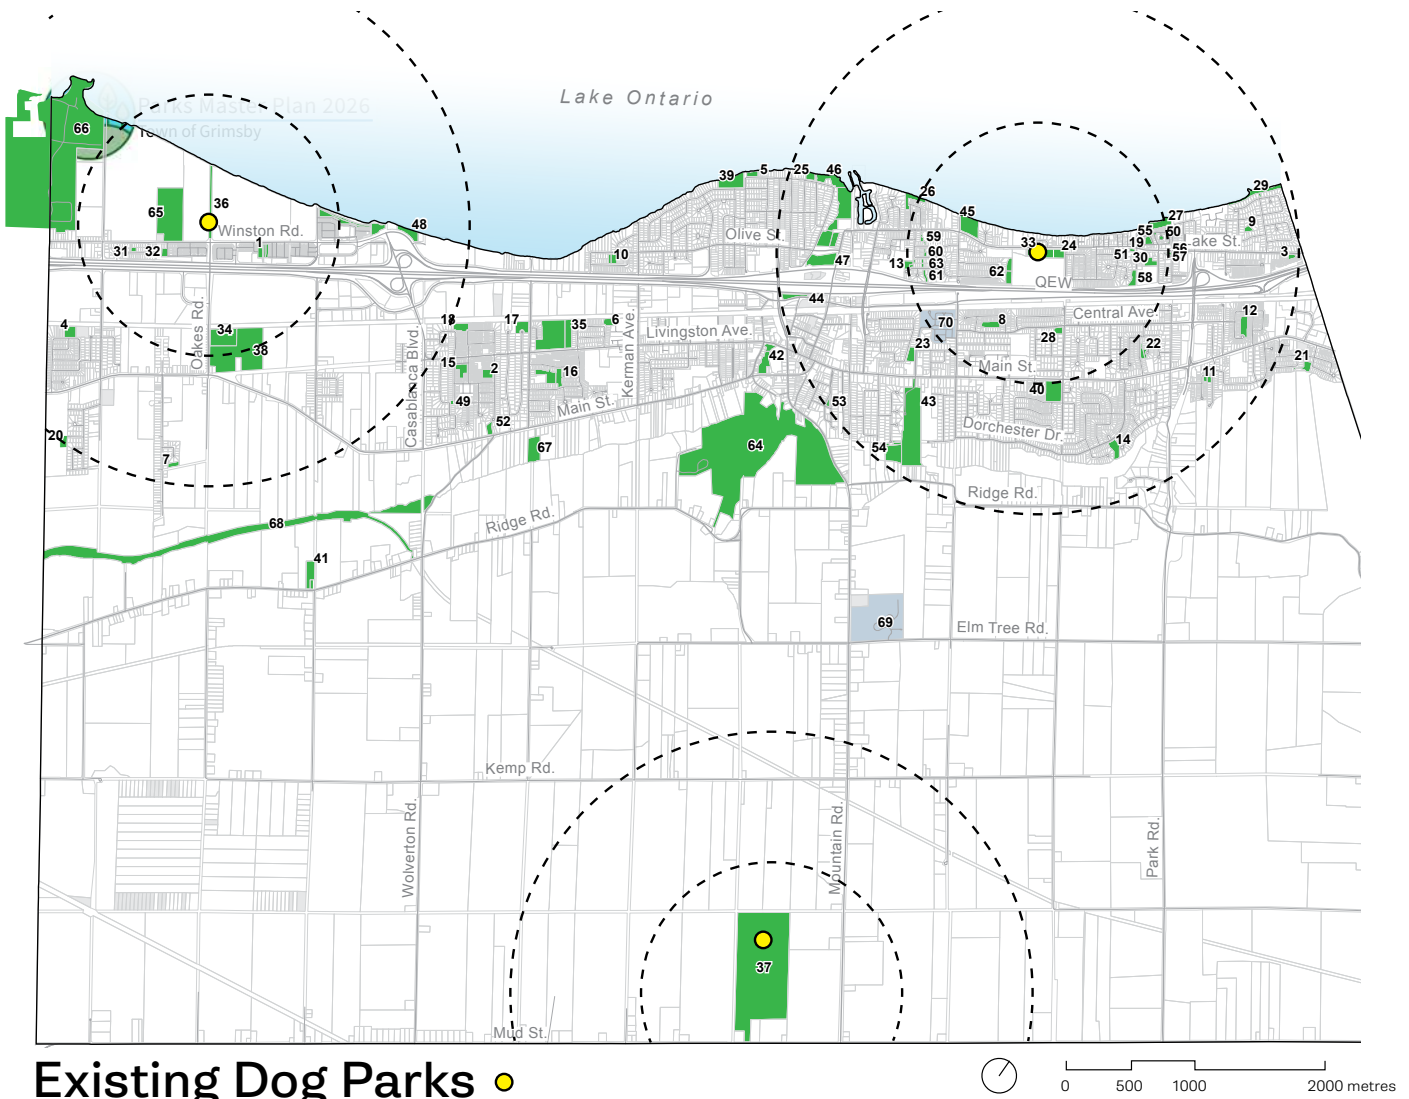 Lake Ontario
Parks Master Plan 2026
Town of Grimsby
66
39
5
25
46
26
29
65
36
48
45
27
9
Winston Rd.
Olive S
59
33
24
55
50
Lake St.
31
32
1
10
47
13
60
63
61
62
51
19
30
56
57
3
58
QEW
44
4
34
38
Oakes Rd.
18
17
35
6
Livingston Ave.
70
8
Central Ave.
12
28
23
22
42
Main St.
21
15
2
16
Kerman Ave.
11
Casablanca Blvd.
49
Main St.
53
43
40
52
Dorchester Dr.
20
7
67
64
54
14
Ridge Rd.
68
Ridge Rd.
41
69
Elm Tree Rd.
Kemp Rd.
Wolverton Rd.
Mountain Rd.
Park Rd.
37
Mud St.
Existing Dog Parks
0 500 1000 2000 metres